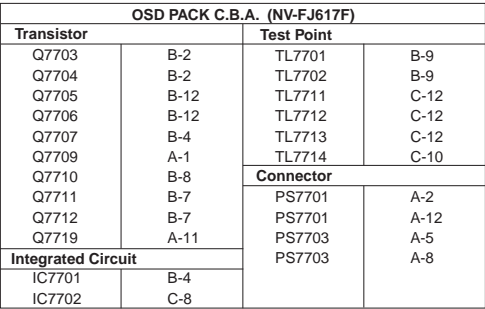 OSD PACK C.B.A. (NV-FJ617F)
Transistor
Q7703 B-2
Q7704 B-2
Q7705 B-12
Q7706 B-12
Q7707 B-4
Q7709 A-1
Q7710 B-8
Q7711 B-7
Q7712 B-7
Q7719 A-11
Integrated Circuit
IC7701 B-4
IC7702 C-8
Test Point
TL7701 B-9
TL7702 B-9
TL7711 C-12
TL7712 C-12
TL7713 C-12
TL7714 C-10
Connector
PS7701 A-2
PS7701 A-12
PS7703 A-5
PS7703 A-8